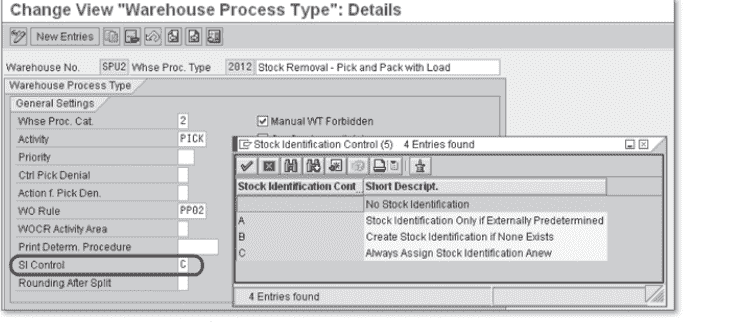 Change View "Warehouse Process Type": Details
New Entries
Warehouse No. SPU2 Whse Proc. Type 2012 Stock Removal - Pick and Pack with Load
Warehouse Process Type
General Settings
Whse Proc. Cat. 2
Manual WT Forbidden
Activity PICK
Priority
Ctrl Pick Denial
Action f. Pick Den.
WO Rule PP02
WOCR Activity Area
Print Determ. Procedure
SI Control C
Rounding After Split
Stock Identification Control (5) 4 Entries found
Stock Identification Cont Short Descript.
No Stock Identification
A Stock Identification Only if Externally Predetermined
B Create Stock Identification if None Exists
C Always Assign Stock Identification Anew
4 Entries found